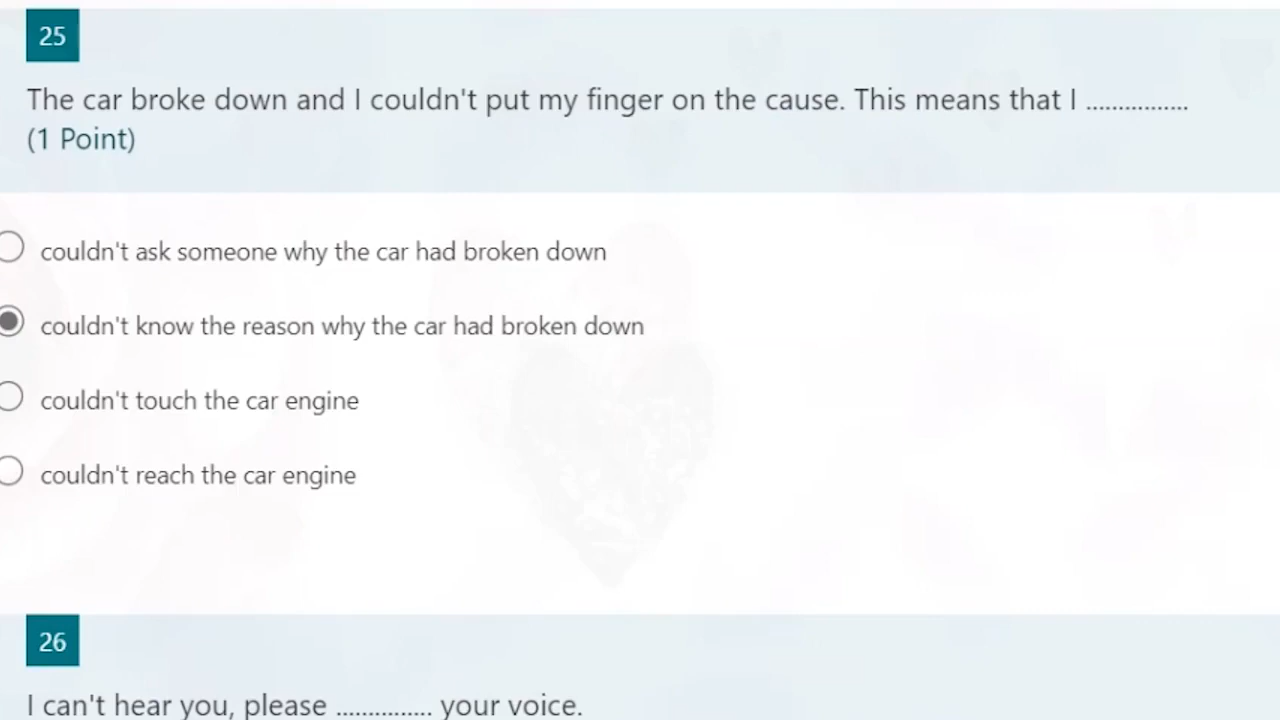 25
The car broke down and I couldn't put my finger on the cause. This means that I ................
(1 Point)
couldn't ask someone why the car had broken down
couldn't know the reason why the car had broken down
couldn't touch the car engine
couldn't reach the car engine
26
I can't hear you, please ............... your voice.